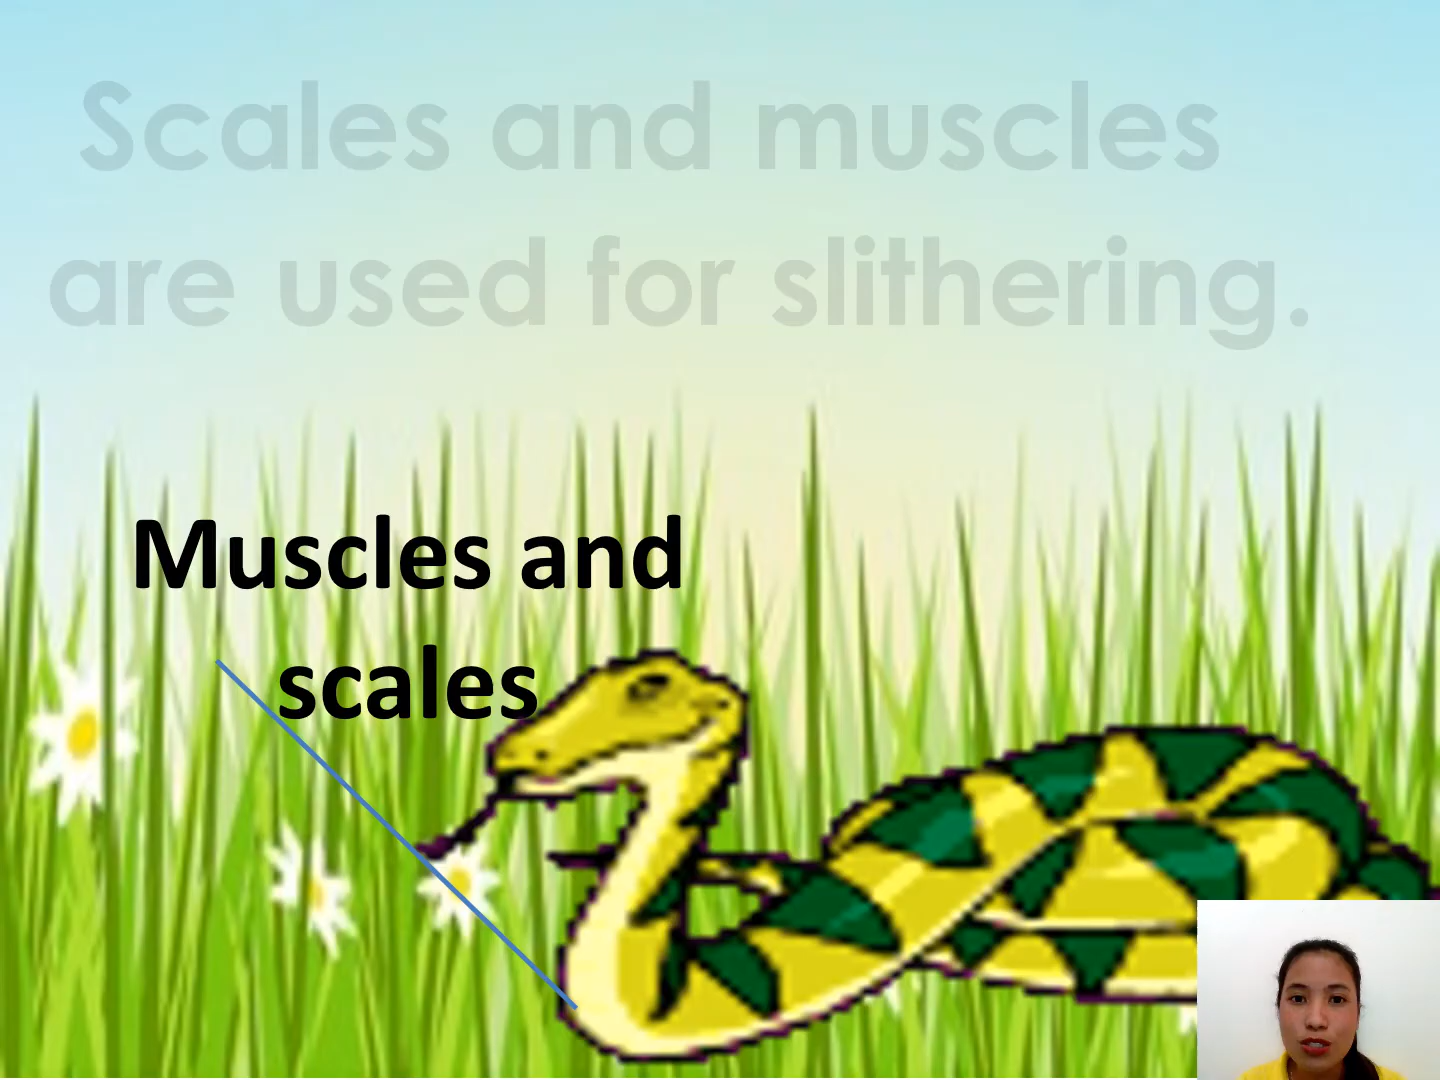 Scales and muscles
are used for slithering.
Muscles and
scales